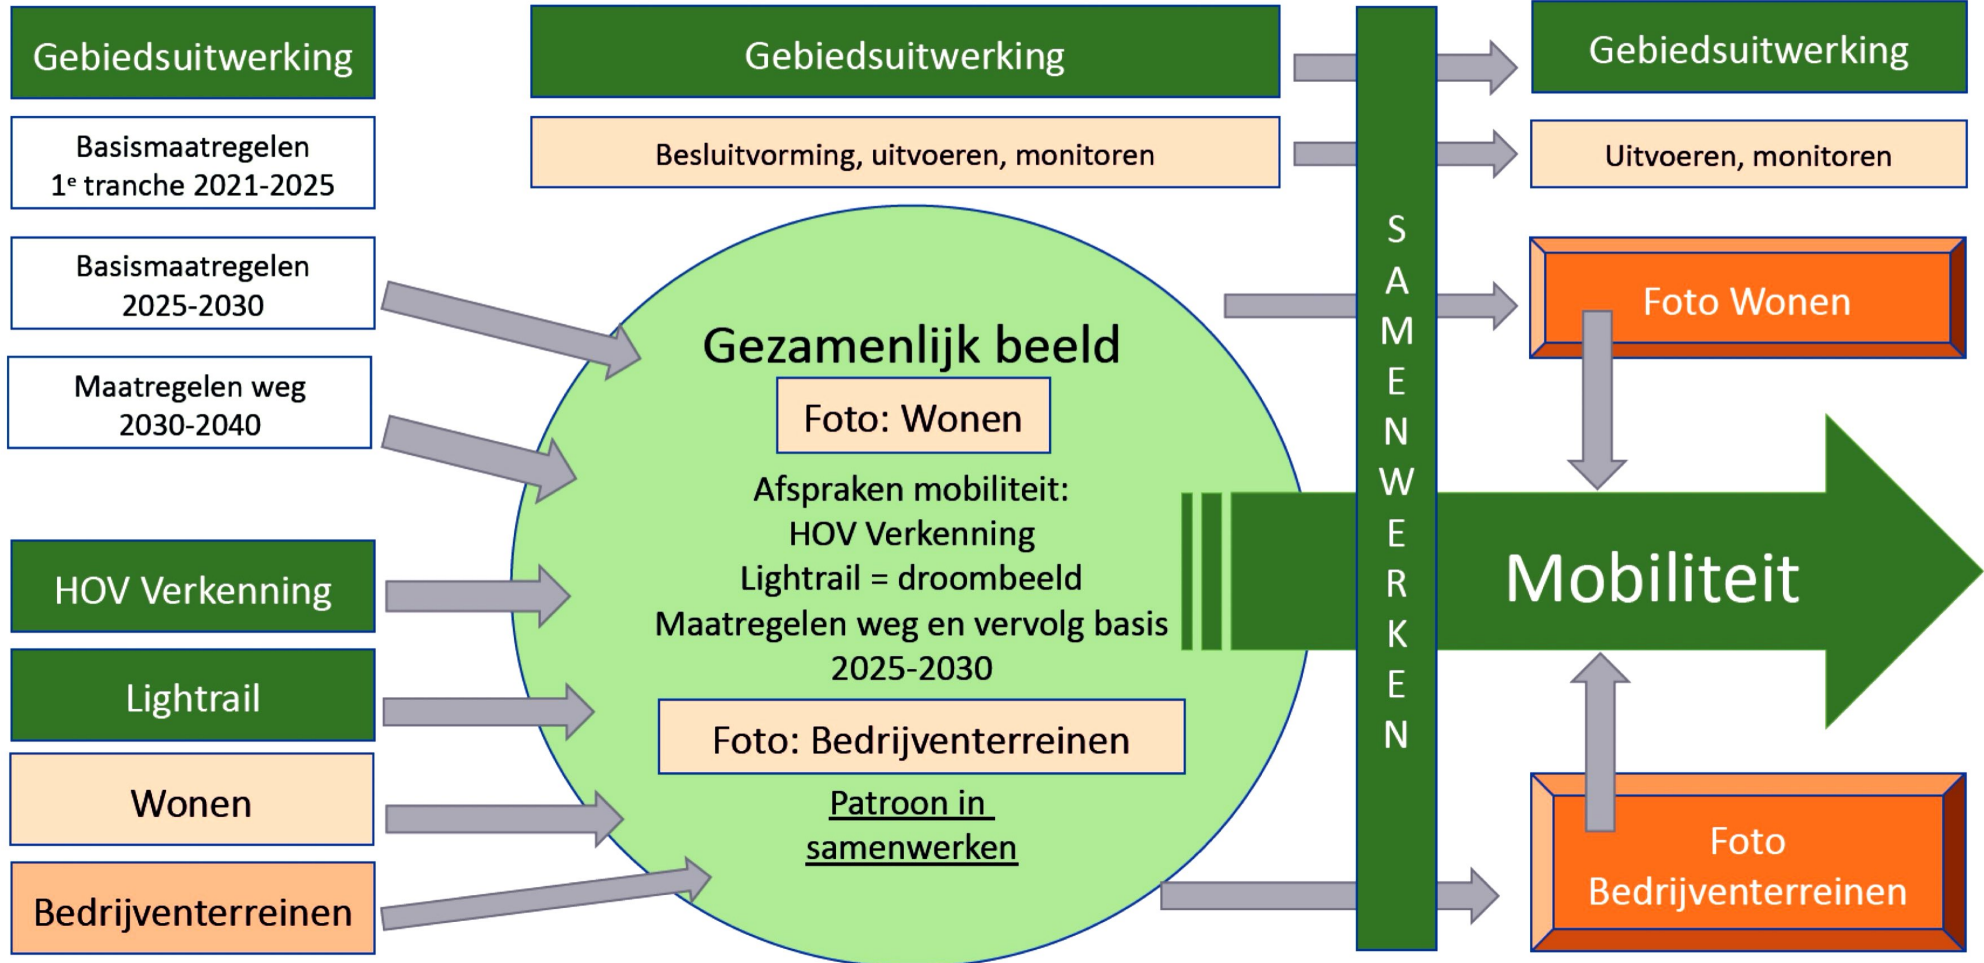 Gebiedsuitwerking
Basismaatregelen
1e tranche 2021-2025
Basismaatregelen
2025-2030
Maatregelen weg
2030-2040
HOV Verkenning
Lightrail
Wonen
Bedrijventerreinen
Gebiedsuitwerking
Besluitvorming, uitvoeren, monitoren
Gezamenlijk beeld
Foto: Wonen
Afspraken mobiliteit:
HOV Verkenning
Lightrail = droombeeld
Maatregelen weg en vervolg basis
2025-2030
Foto: Bedrijventerreinen
Patroon in
samenwerken
SAMENWERKEN
Gebiedsuitwerking
Uitvoeren, monitoren
Foto Wonen
Mobiliteit
Foto
Bedrijventerreinen